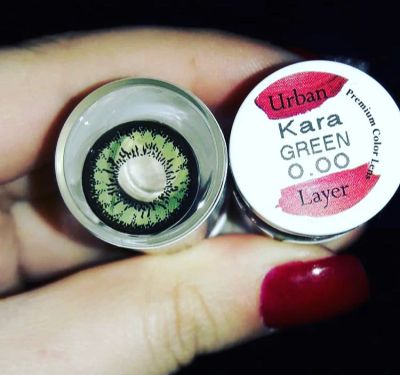 Urban
Kara
GREEN
0.00
Layer
Premium Color Lens